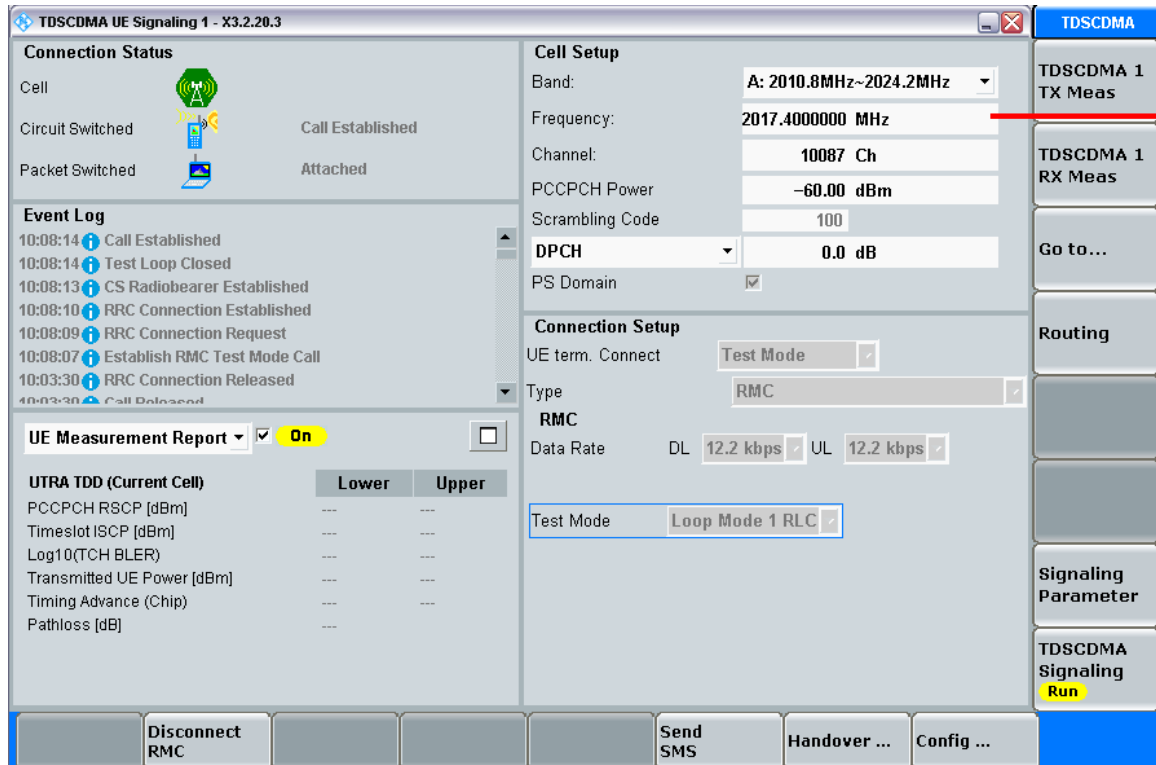 TDSCDMA UE Signaling 1 - X3.2.20.3
Connection Status
Cell
Circuit Switched Call Established
Packet Switched Attached
Event Log
10:08:14 Call Established
10:08:14 Test Loop Closed
10:08:13 CS Radiobearer Established
10:08:10 RRC Connection Established
10:08:09 RRC Connection Request
10:08:07 Establish RMC Test Mode Call
10:03:30 RRC Connection Released
10:03:30 Call Released
UE Measurement Report On
UTRA TDD (Current Cell) Lower Upper
PCCPCH RSCP [dBm] --- ---
Timeslot ISCP [dBm] --- ---
Log10(TCH BLER) --- ---
Transmitted UE Power [dBm] --- ---
Timing Advance (Chip) --- ---
Pathloss [dB] ---
Cell Setup
Band: A: 2010.8MHz~2024.2MHz
Frequency: 2017.4000000 MHz
Channel: 10087 Ch
PCCPCH Power −60.00 dBm
Scrambling Code 100
DPCH 0.0 dB
PS Domain
Connection Setup
UE term. Connect Test Mode
Type RMC
RMC
Data Rate DL 12.2 kbps UL 12.2 kbps
Test Mode Loop Mode 1 RLC
TDSCDMA
TDSCDMA 1
TX Meas
TDSCDMA 1
RX Meas
Go to...
Routing
Signaling
Parameter
TDSCDMA
Signaling
Run
Disconnect
RMC
Send
SMS
Handover ...
Config ...